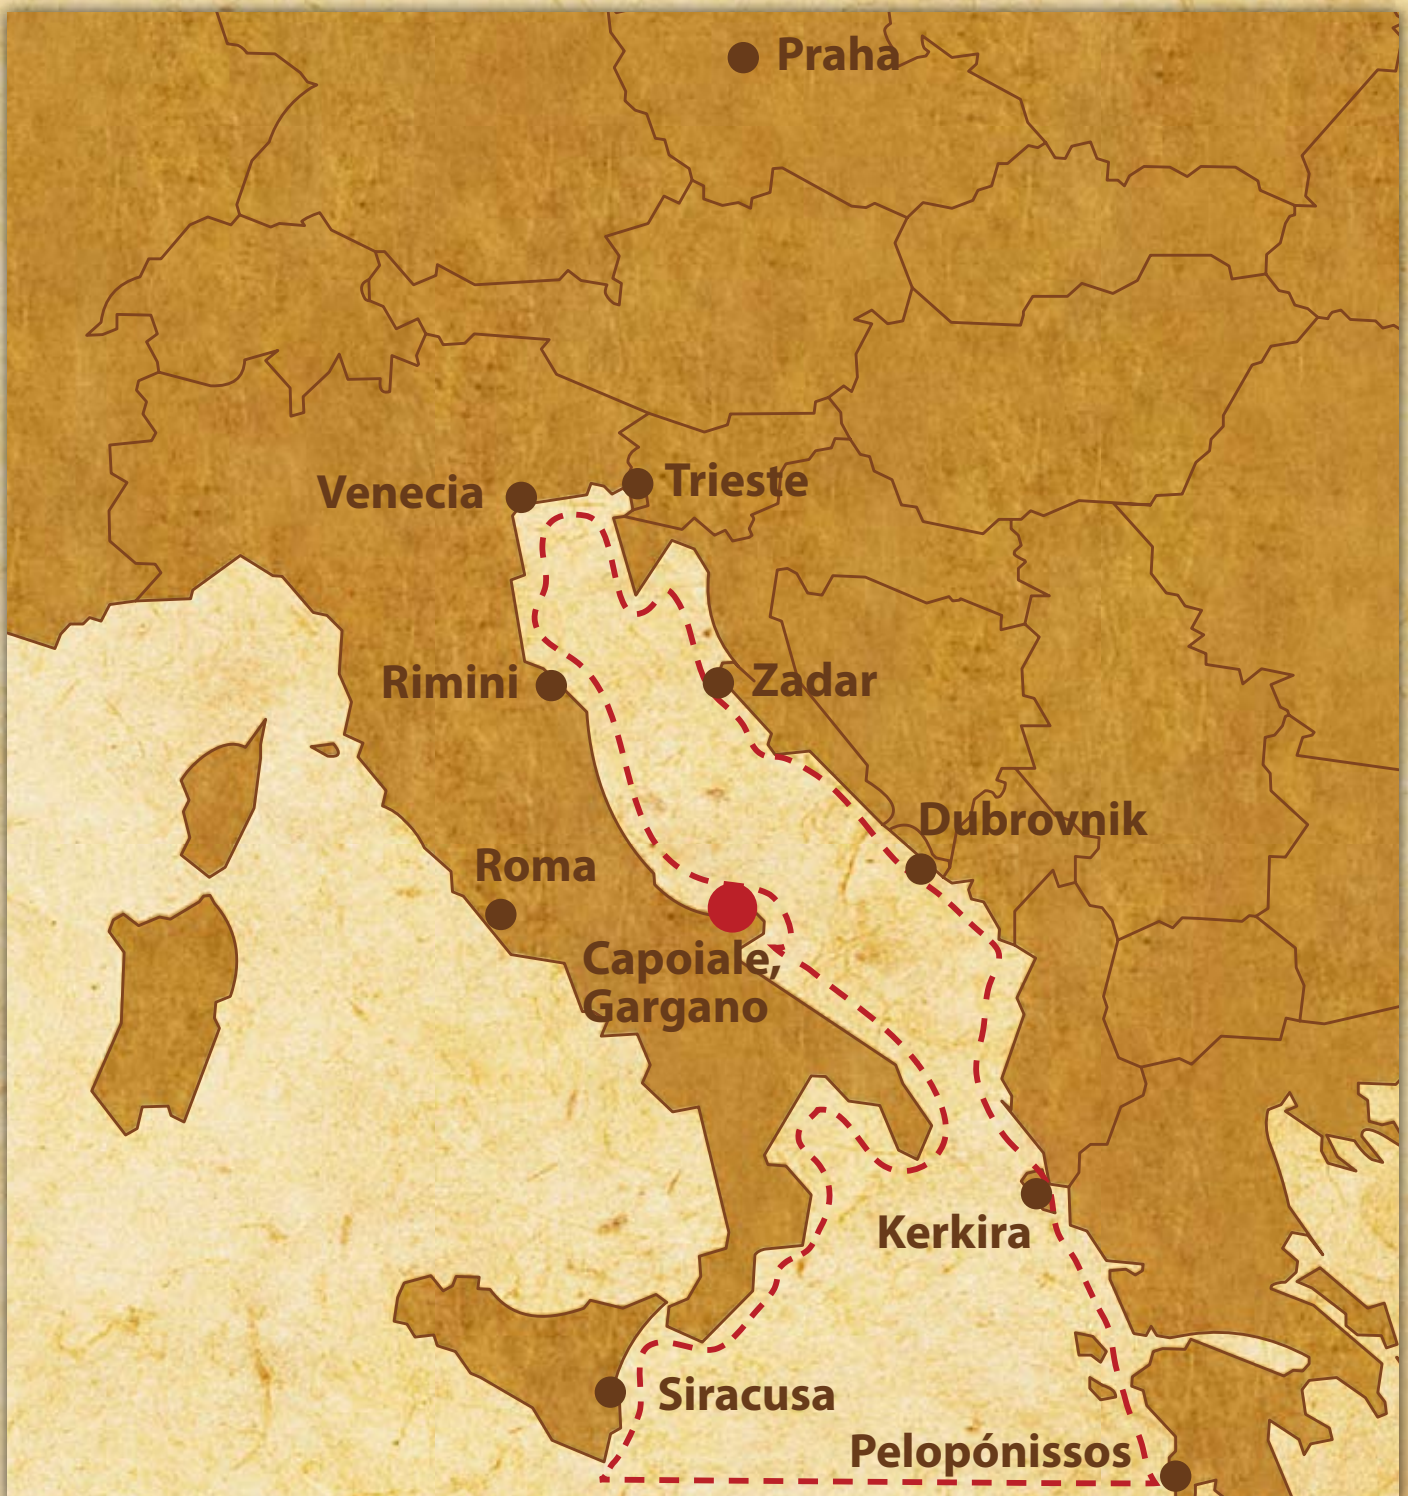 Praha
Venecia
Trieste
Rimini
Zadar
Dubrovnik
Roma
Capoiale,
Gargano
Kerkira
Siracusa
Pelopónissos